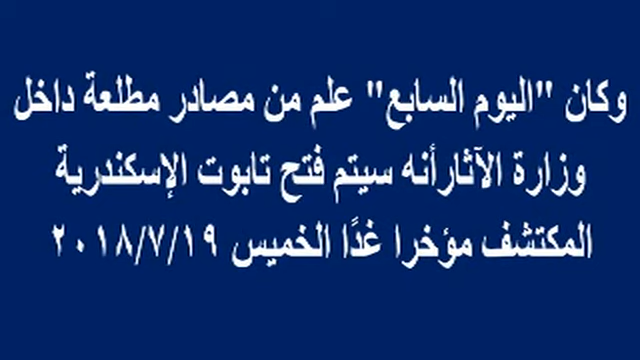 وكان "اليوم السابع" علم من مصادر مطلعة داخل
وزارة الآثارأنه سيتم فتح تابوت الإسكندرية
المكتشف مؤخرا غدًا الخميس ٢٠١٨/٧/١٩